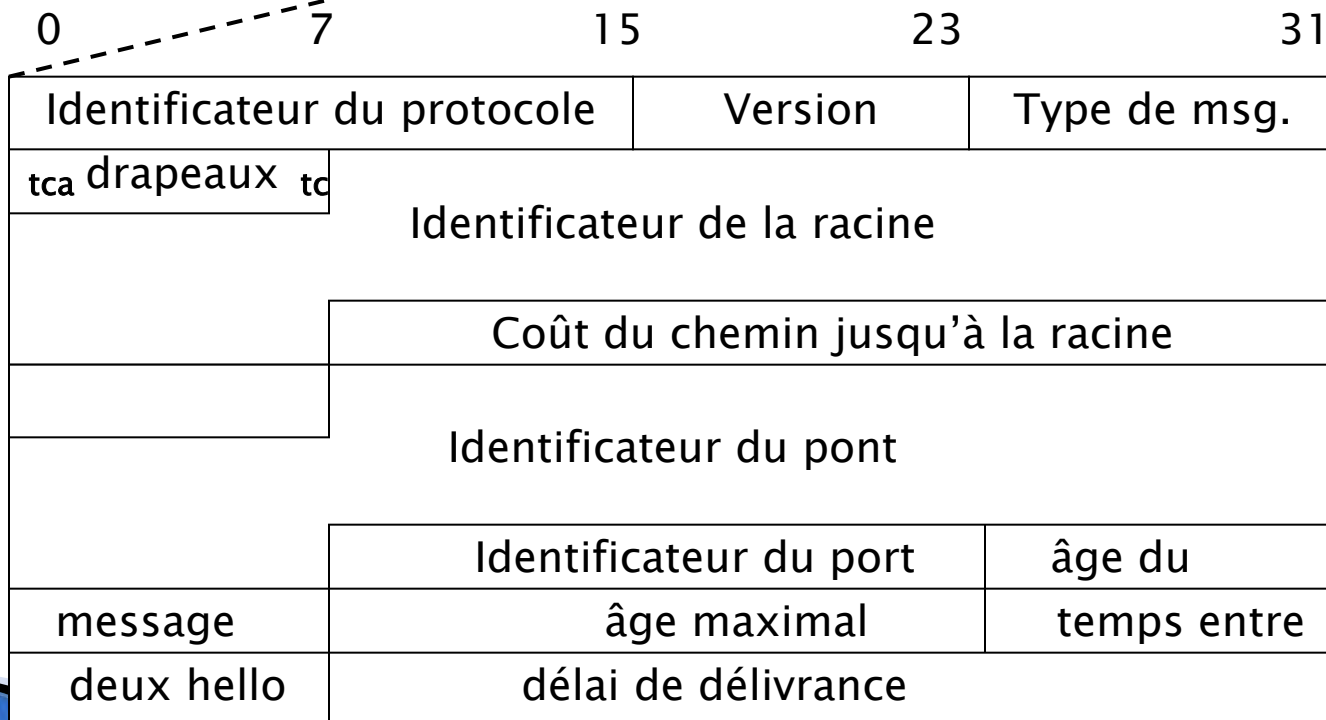 0 7 15 23 31
Identificateur du protocole Version Type de msg.
tca drapeaux tc
Identificateur de la racine
Coût du chemin jusqu’à la racine
Identificateur du pont
Identificateur du port âge du
message âge maximal temps entre
deux hello délai de délivrance